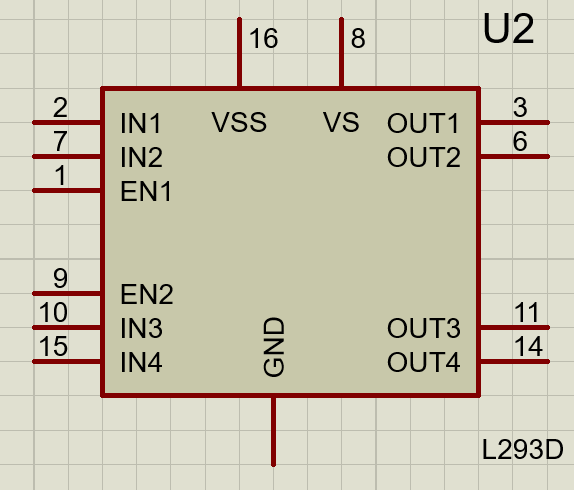 U2
16 8
2 IN1 VSS VS OUT1 3
7 IN2 OUT2 6
1 EN1
9 EN2
10 IN3 OUT3 11
15 IN4 GND OUT4 14
L293D